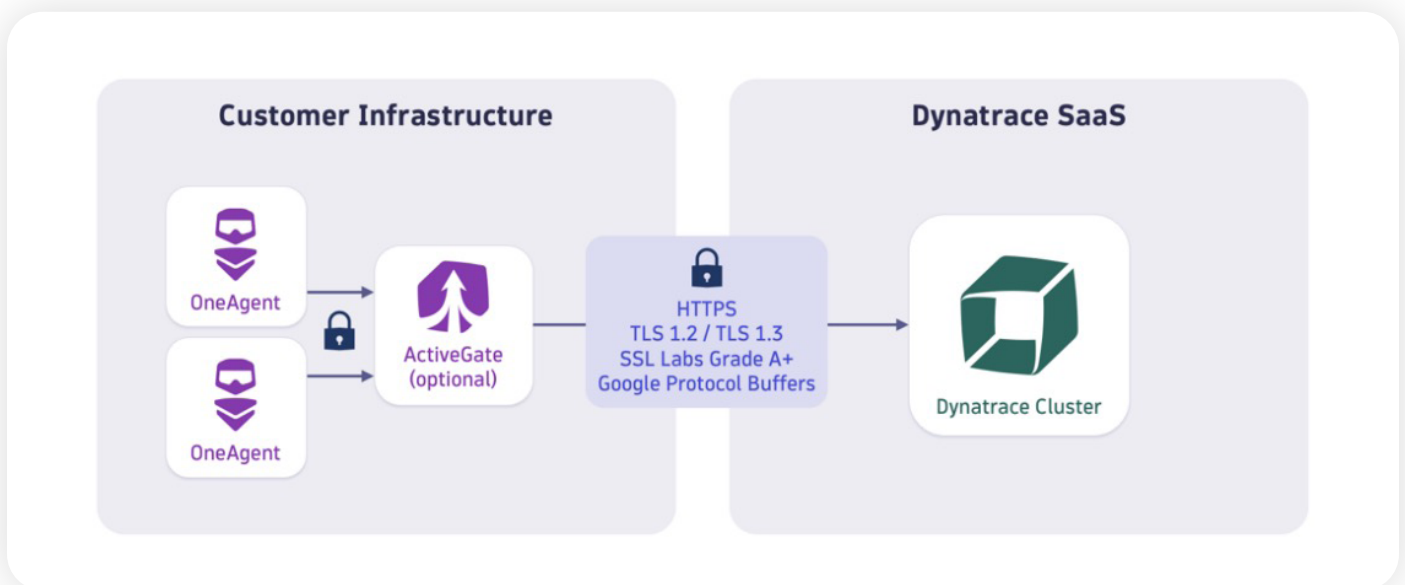 Customer Infrastructure
Dynatrace SaaS
OneAgent
OneAgent
ActiveGate
(optional)
HTTPS
TLS 1.2 / TLS 1.3
SSL Labs Grade A+
Google Protocol Buffers
Dynatrace Cluster